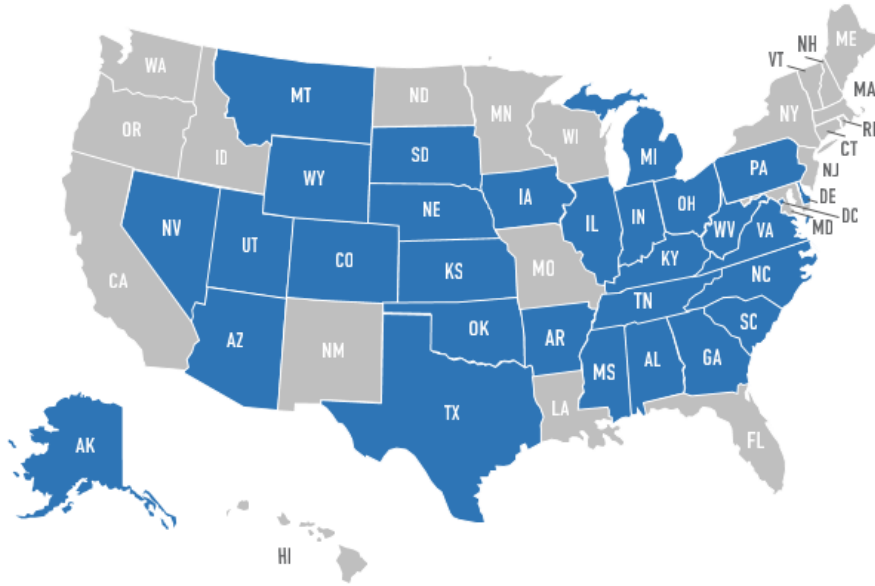 WA
MT
ND
MN
WI
MI
NY
VT
NH
ME
MA
RI
CT
NJ
DE
DC
MD
OR
ID
WY
SD
IA
IL
IN
OH
PA
NV
UT
CO
NE
KS
MO
KY
WV
VA
CA
AZ
NM
OK
AR
TN
NC
SC
TX
LA
MS
AL
GA
FL
AK
HI